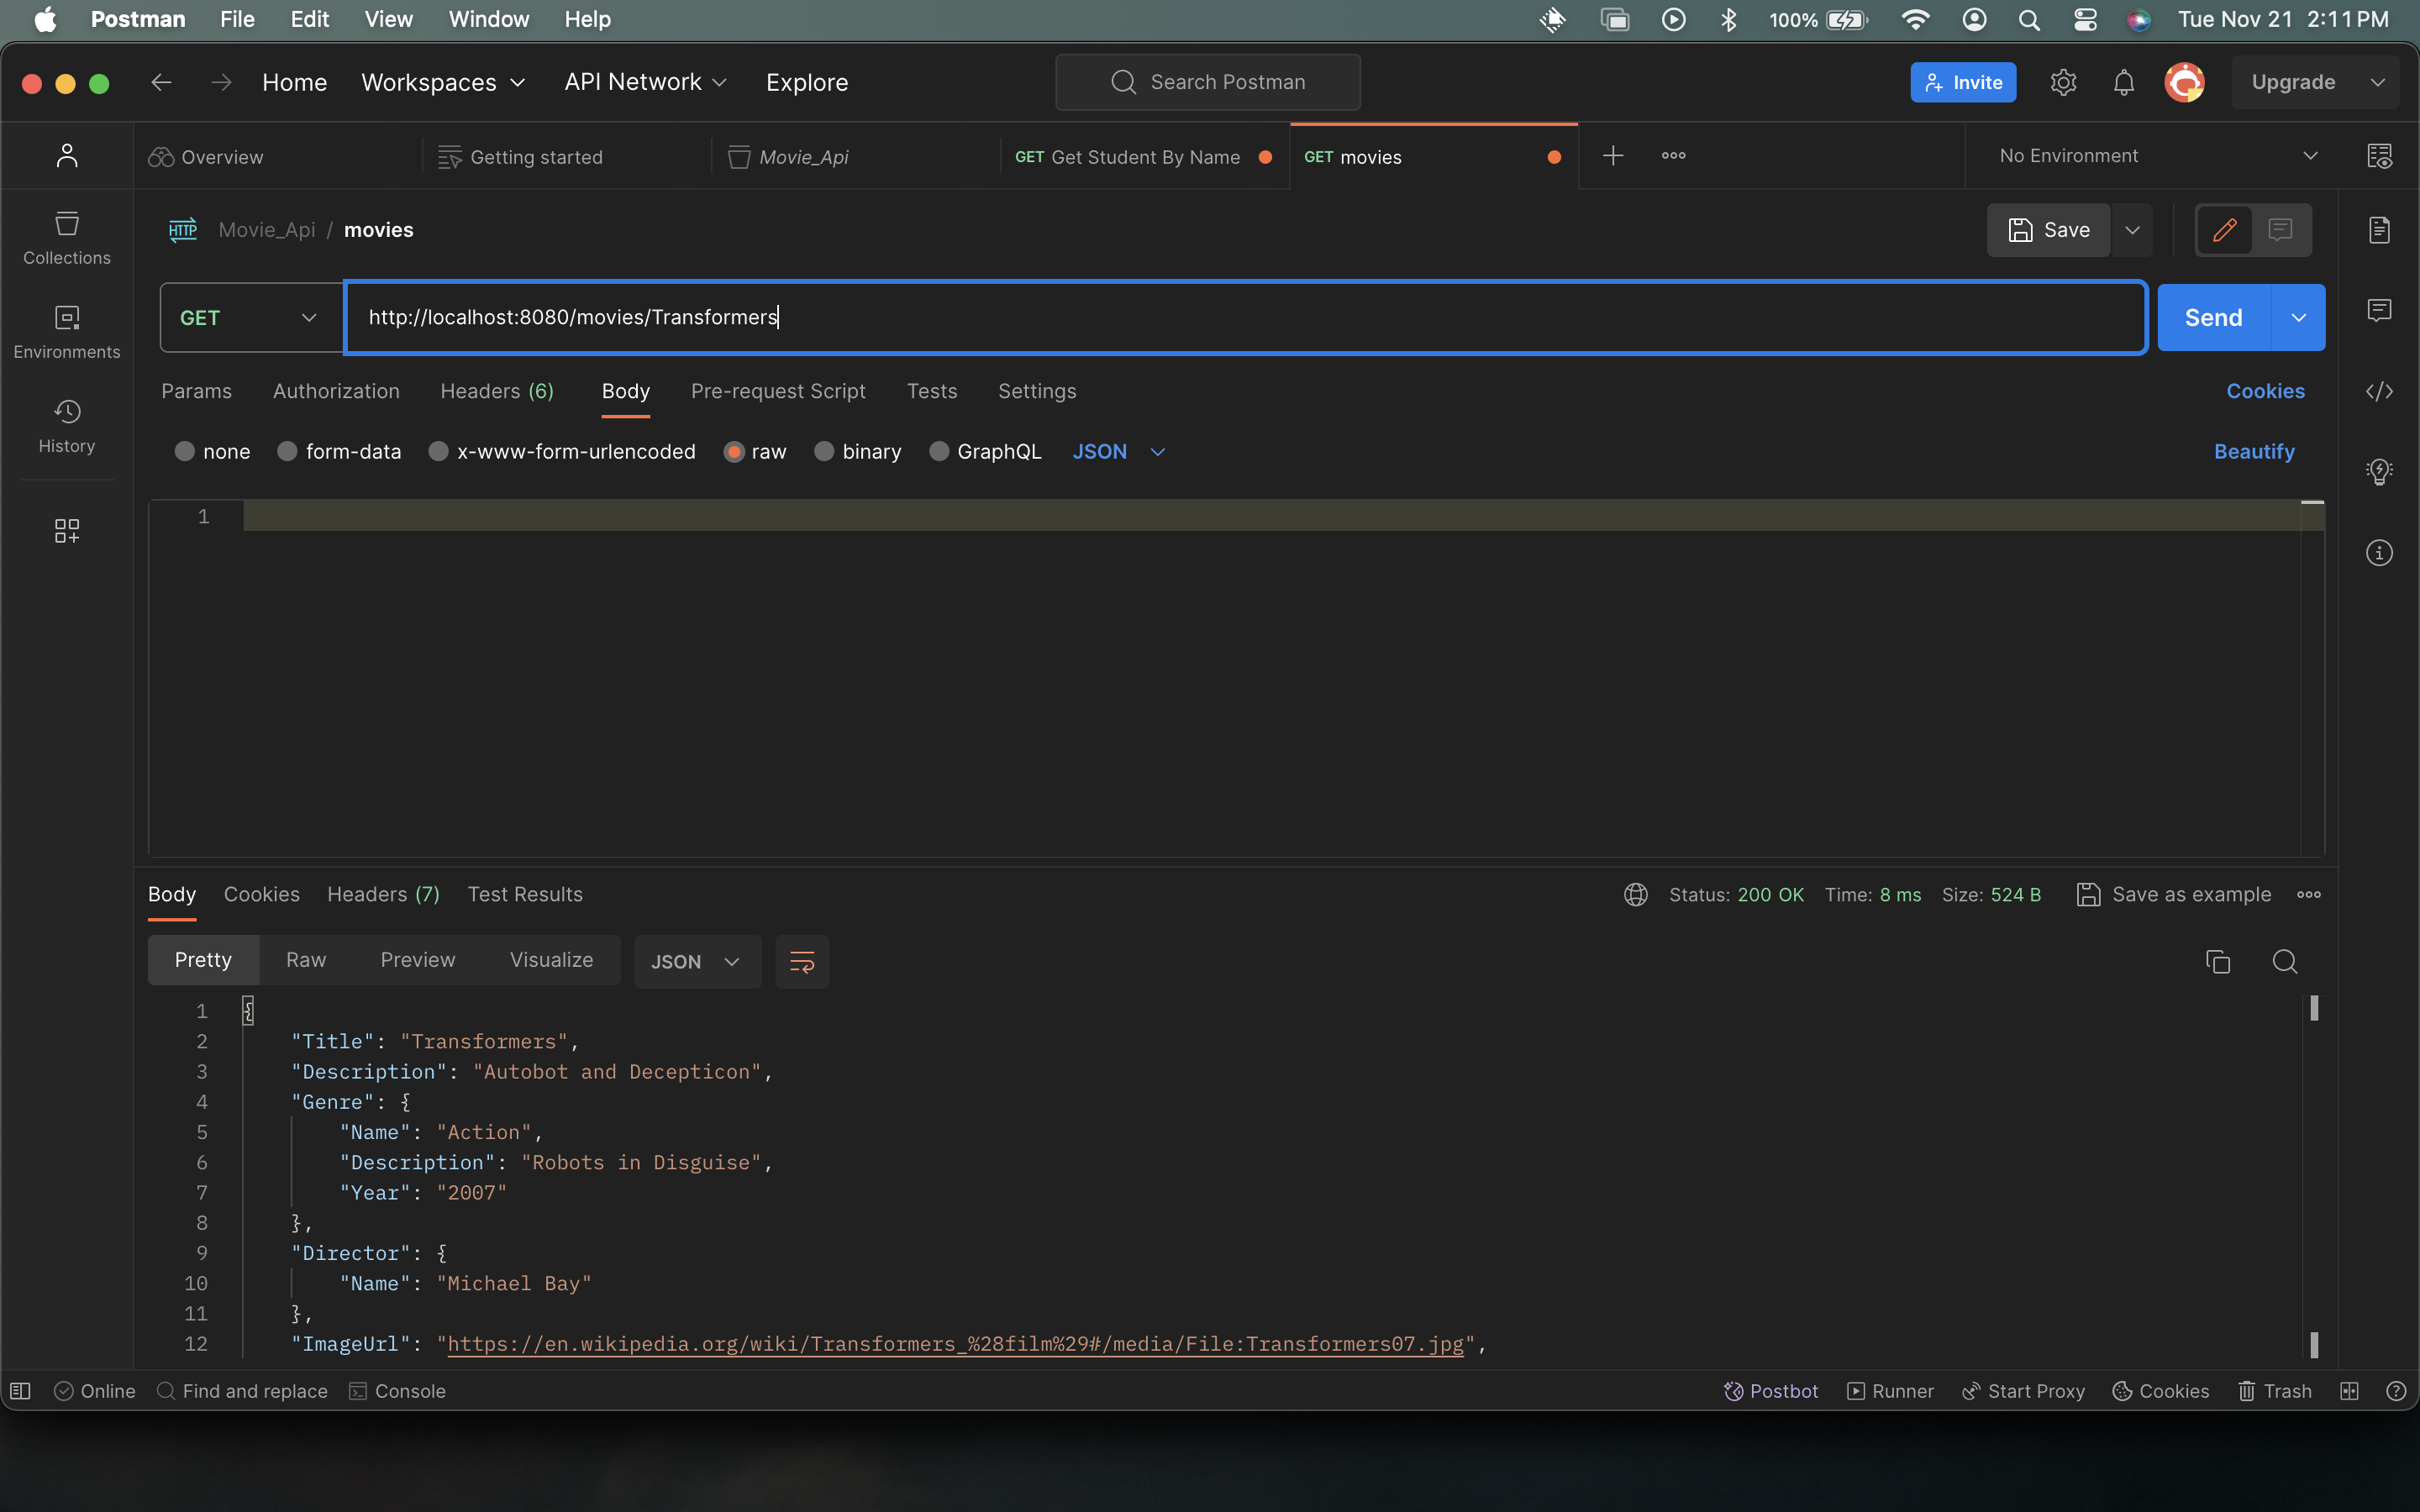 Postman File Edit View Window Help 100% Tue Nov 21 2:11 PM
Home Workspaces API Network Explore Search Postman Invite Upgrade
Overview Getting started Movie_Api GET Get Student By Name GET movies No Environment
HTTP Movie_Api / movies Save
Collections
GET http://localhost:8080/movies/Transformers Send
Environments
Params Authorization Headers (6) Body Pre-request Script Tests Settings Cookies
History
none form-data x-www-form-urlencoded raw binary GraphQL JSON Beautify
1
Body Cookies Headers (7) Test Results Status: 200 OK Time: 8 ms Size: 524 B Save as example
Pretty Raw Preview Visualize JSON
1 {
2 "Title": "Transformers",
3 "Description": "Autobot and Decepticon",
4 "Genre": {
5 "Name": "Action",
6 "Description": "Robots in Disguise",
7 "Year": "2007"
8 },
9 "Director": {
10 "Name": "Michael Bay"
11 },
12 "ImageUrl": "https://en.wikipedia.org/wiki/Transformers_%28film%29#/media/File:Transformers07.jpg",
Online Find and replace Console Postbot Runner Start Proxy Cookies Trash